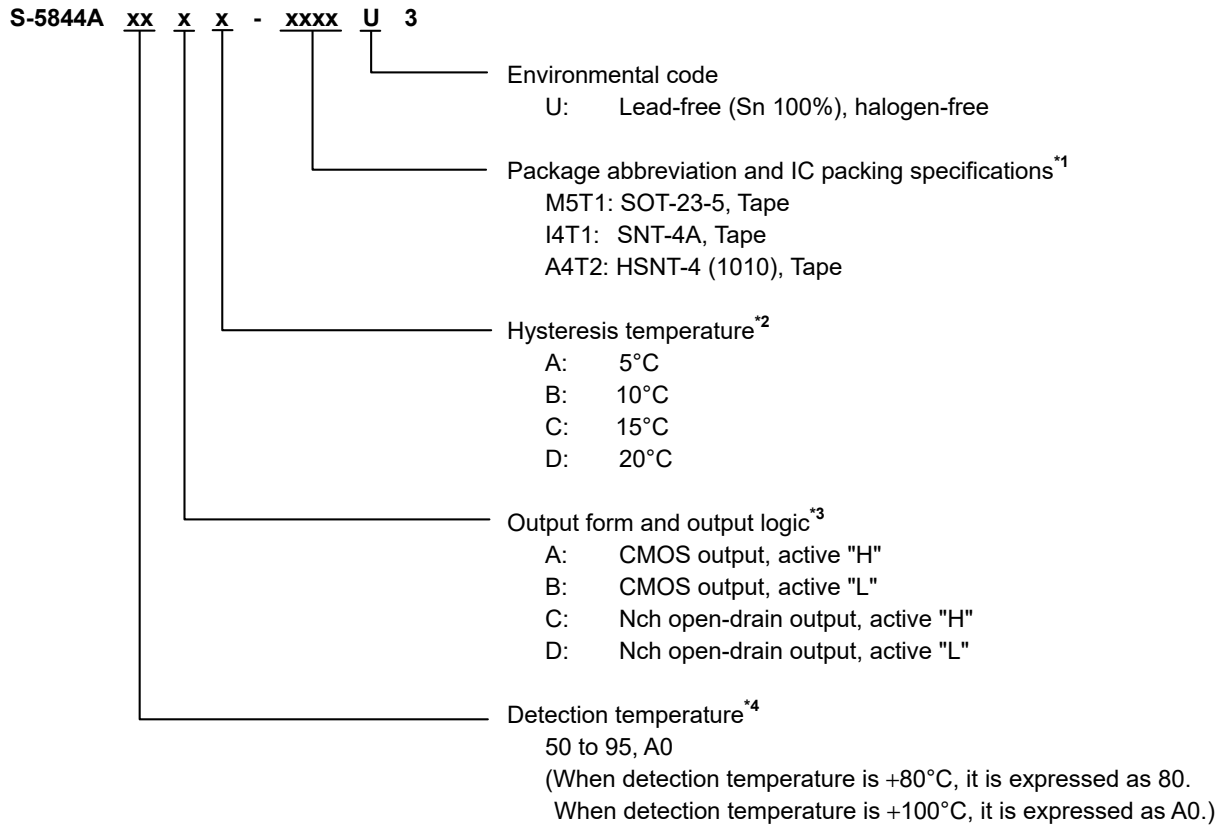 S-5844A xx x x - xxxx U 3
Environmental code
U: Lead-free (Sn 100%), halogen-free
Package abbreviation and IC packing specifications*1
M5T1: SOT-23-5, Tape
I4T1: SNT-4A, Tape
A4T2: HSNT-4 (1010), Tape
Hysteresis temperature*2
A: 5°C
B: 10°C
C: 15°C
D: 20°C
Output form and output logic*3
A: CMOS output, active "H"
B: CMOS output, active "L"
C: Nch open-drain output, active "H"
D: Nch open-drain output, active "L"
Detection temperature*4
50 to 95, A0
(When detection temperature is +80°C, it is expressed as 80.
When detection temperature is +100°C, it is expressed as A0.)